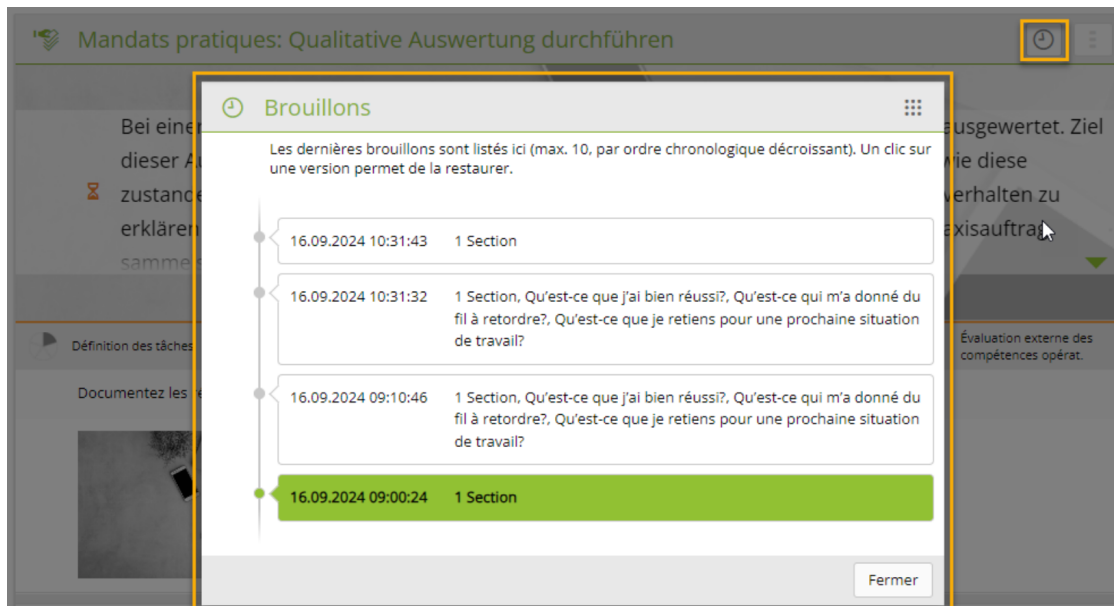 Mandats pratiques: Qualitative Auswertung durchführen
Brouillons
Les dernières brouillons sont listés ici (max. 10, par ordre chronologique décroissant). Un clic sur
une version permet de la restaurer.
16.09.2024 10:31:43 1 Section
16.09.2024 10:31:32 1 Section, Qu’est-ce que j’ai bien réussi?, Qu’est-ce qui m’a donné du
fil à retordre?, Qu’est-ce que je retiens pour une prochaine situation
de travail?
16.09.2024 09:10:46 1 Section, Qu’est-ce que j’ai bien réussi?, Qu’est-ce qui m’a donné du
fil à retordre?, Qu’est-ce que je retiens pour une prochaine situation
de travail?
16.09.2024 09:00:24 1 Section
Fermer
Bei einer
ausgewertet. Ziel
dieser
wie diese
zustande
verhalten zu
erklären
Définition des tâches
Évaluation externe des
compétences opérat.
Documentez les